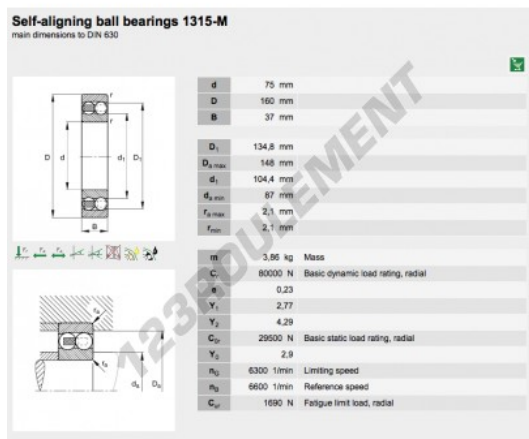 Self-aligning ball bearings 1315-M
main dimensions to DIN 630
d 75 mm
D 160 mm
B 37 mm
D1 134,8 mm
Da max 148 mm
d1 104,4 mm
da min 87 mm
ra max 2,1 mm
rmin 2,1 mm
m 3,86 kg Mass
Cr 80000 N Basic dynamic load rating, radial
e 0,23
Y1 2,77
Y2 4,29
C0r 29500 N Basic static load rating, radial
Y0 2,9
nG 6300 1/min Limiting speed
nB 6600 1/min Reference speed
Cur 1690 N Fatigue limit load, radial
r
r
D d d1 D1
B
ra
ra
da Da
123ROULEMENT